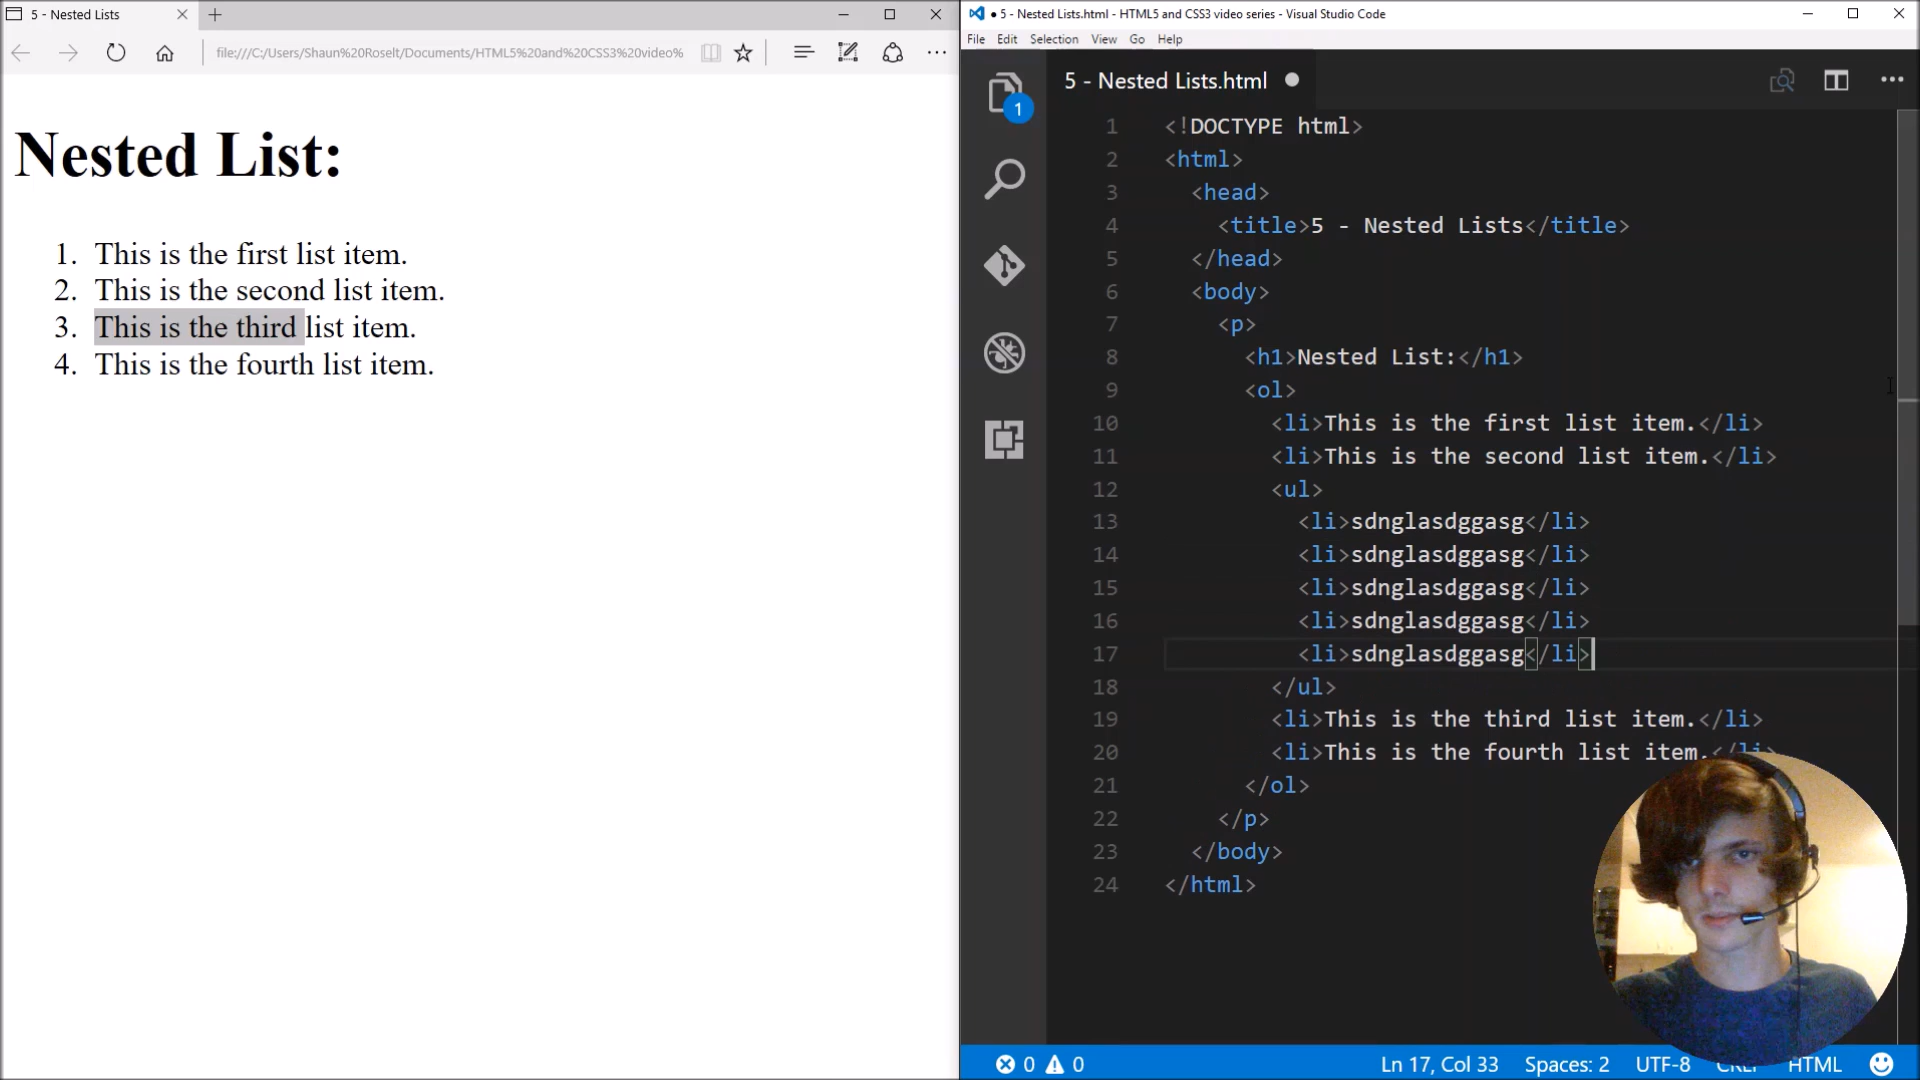 5 - Nested Lists
file:///C:/Users/Shaun%20Roselt/Documents/HTML5%20and%20CSS3%20video%
Nested List:
1. This is the first list item.
2. This is the second list item.
3. This is the third list item.
4. This is the fourth list item.
● 5 - Nested Lists.html - HTML5 and CSS3 video series - Visual Studio Code
File Edit Selection View Go Help
1
5 - Nested Lists.html
1 <!DOCTYPE html>
2 <html>
3 <head>
4 <title>5 - Nested Lists</title>
5 </head>
6 <body>
7 <p>
8 <h1>Nested List:</h1>
9 <ol>
10 <li>This is the first list item.</li>
11 <li>This is the second list item.</li>
12 <ul>
13 <li>sdnglasdggasg</li>
14 <li>sdnglasdggasg</li>
15 <li>sdnglasdggasg</li>
16 <li>sdnglasdggasg</li>
17 <li>sdnglasdggasg</li>
18 </ul>
19 <li>This is the third list item.</li>
20 <li>This is the fourth list item.</li>
21 </ol>
22 </p>
23 </body>
24 </html>
0 0 Ln 17, Col 33 Spaces: 2 UTF-8 CRLF HTML